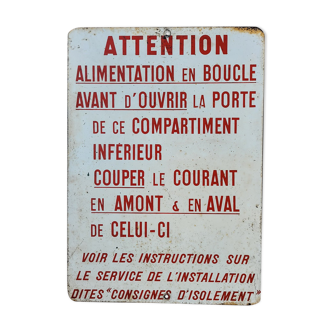 ATTENTION
ALIMENTATION EN BOUCLE
AVANT D'OUVRIR LA PORTE
DE CE COMPARTIMENT
INFÉRIEUR
COUPER LE COURANT
EN AMONT & EN AVAL
DE CELUI-CI
VOIR LES INSTRUCTIONS SUR
LE SERVICE DE L'INSTALLATION
DITES "CONSIGNES D'ISOLEMENT"